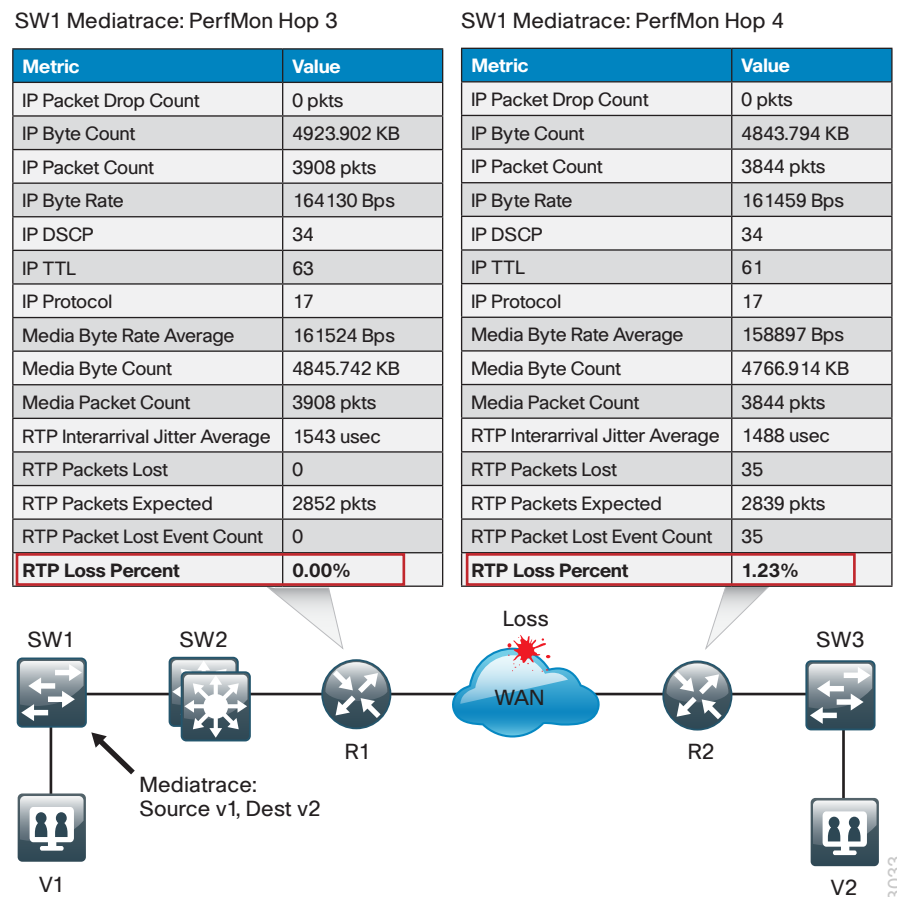 SW1 Mediatrace: PerfMon Hop 3
Metric Value
IP Packet Drop Count 0 pkts
IP Byte Count 4923.902 KB
IP Packet Count 3908 pkts
IP Byte Rate 164130 Bps
IP DSCP 34
IP TTL 63
IP Protocol 17
Media Byte Rate Average 161524 Bps
Media Byte Count 4845.742 KB
Media Packet Count 3908 pkts
RTP Interarrival Jitter Average 1543 usec
RTP Packets Lost 0
RTP Packets Expected 2852 pkts
RTP Packet Lost Event Count 0
RTP Loss Percent 0.00%
SW1 Mediatrace: PerfMon Hop 4
Metric Value
IP Packet Drop Count 0 pkts
IP Byte Count 4843.794 KB
IP Packet Count 3844 pkts
IP Byte Rate 161459 Bps
IP DSCP 34
IP TTL 61
IP Protocol 17
Media Byte Rate Average 158897 Bps
Media Byte Count 4766.914 KB
Media Packet Count 3844 pkts
RTP Interarrival Jitter Average 1488 usec
RTP Packets Lost 35
RTP Packets Expected 2839 pkts
RTP Packet Lost Event Count 35
RTP Loss Percent 1.23%
Loss
SW1
SW2
SW3
WAN
R1
R2
Mediatrace:
Source v1, Dest v2
V1
V2